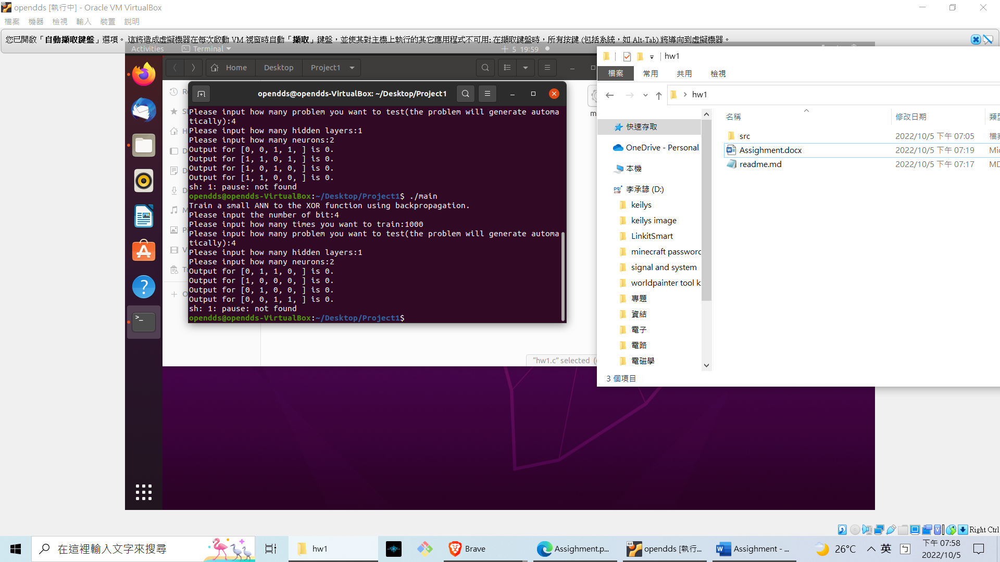 opendds [執行中] - Oracle VM VirtualBox
檔案 機器 檢視 輸入 裝置 說明
您已開啟「自動擷取鍵盤」選項。這將造成虛擬機器在每次啟動 VM 視窗時自動「擷取」鍵盤，並使其對主機上執行的其它應用程式不可用: 在擷取鍵盤時，所有按鍵 (包括系統，如 Alt-Tab) 將導向到虛擬機器。
Activities Terminal 5 19:59
Home Desktop Project1
opendds@opendds-VirtualBox: ~/Desktop/Project1
Please input how many problem you want to test(the problem will generate automa
tically):4
Please input how many hidden layers:1
Please input how many neurons:2
Output for [0, 0, 1, 1, ] is 0.
Output for [1, 1, 0, 1, ] is 0.
Output for [1, 0, 1, 0, ] is 0.
Output for [1, 1, 0, 0, ] is 0.
sh: 1: pause: not found
opendds@opendds-VirtualBox:~/Desktop/Project1$ ./main
Train a small ANN to the XOR function using backpropagation.
Please input the number of bit:4
Please input how many times you want to train:1000
Please input how many problem you want to test(the problem will generate automa
tically):4
Please input how many hidden layers:1
Please input how many neurons:2
Output for [0, 1, 1, 0, ] is 0.
Output for [1, 0, 0, 0, ] is 0.
Output for [0, 1, 0, 0, ] is 0.
Output for [0, 0, 1, 1, ] is 0.
sh: 1: pause: not found
opendds@opendds-VirtualBox:~/Desktop/Project1$
"hw1.c" selected
hw1
檔案 常用 共用 檢視
hw1
名稱 修改日期
快速存取
OneDrive - Personal
本機
李承諺 (D:)
keilys
keilys image
LinkitSmart
minecraft password
signal and system
worldpainter tool k
專題
資結
電子
電路
電磁學
src 2022/10/5 下午 07:05
Assighment.docx 2022/10/5 下午 07:19
readme.md 2022/10/5 下午 07:17
3 個項目
Right Ctrl
在這裡輸入文字來搜尋
hw1
Brave
Assighment.p...
opendds [執行...
Assighment - ...
26°C
英
下午 07:58
2022/10/5